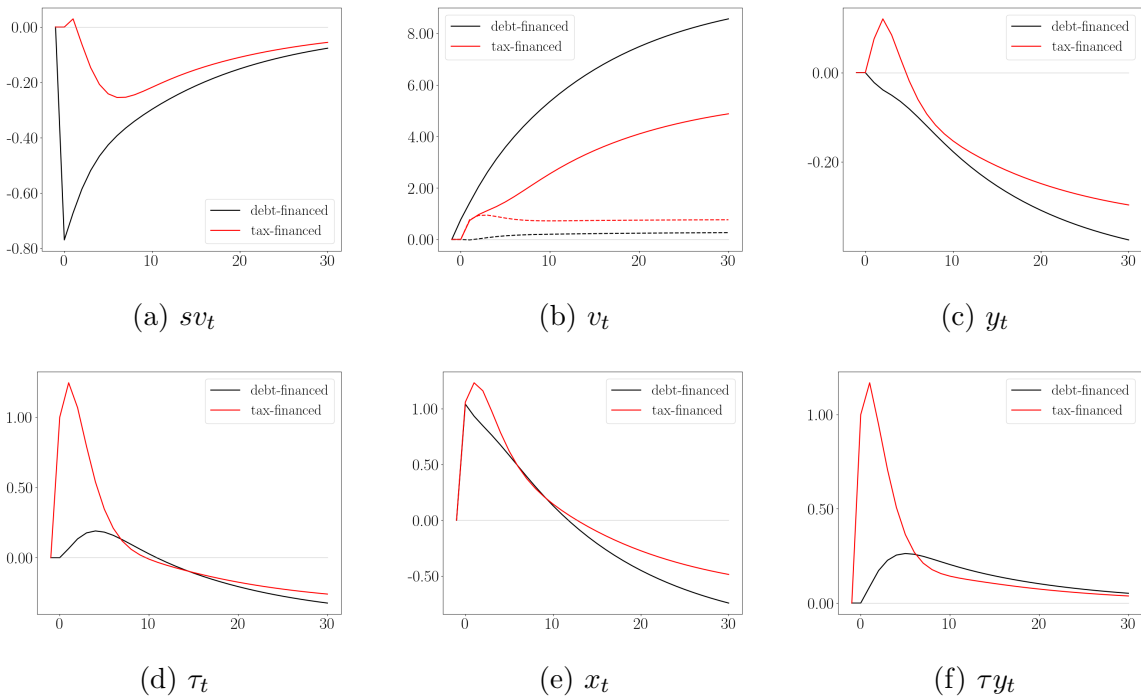 0.00
-0.20
-0.40
-0.60
-0.80
0
10
20
30
debt-financed
tax-financed
(a) sv_t
8.00
6.00
4.00
2.00
0.00
0
10
20
30
debt-financed
tax-financed
(b) v_t
0.00
-0.20
0
10
20
30
debt-financed
tax-financed
(c) y_t
1.00
0.50
0.00
0
10
20
30
debt-financed
tax-financed
(d) τ_t
1.00
0.50
0.00
-0.50
0
10
20
30
debt-financed
tax-financed
(e) x_t
1.00
0.50
0.00
0
10
20
30
debt-financed
tax-financed
(f) τy_t